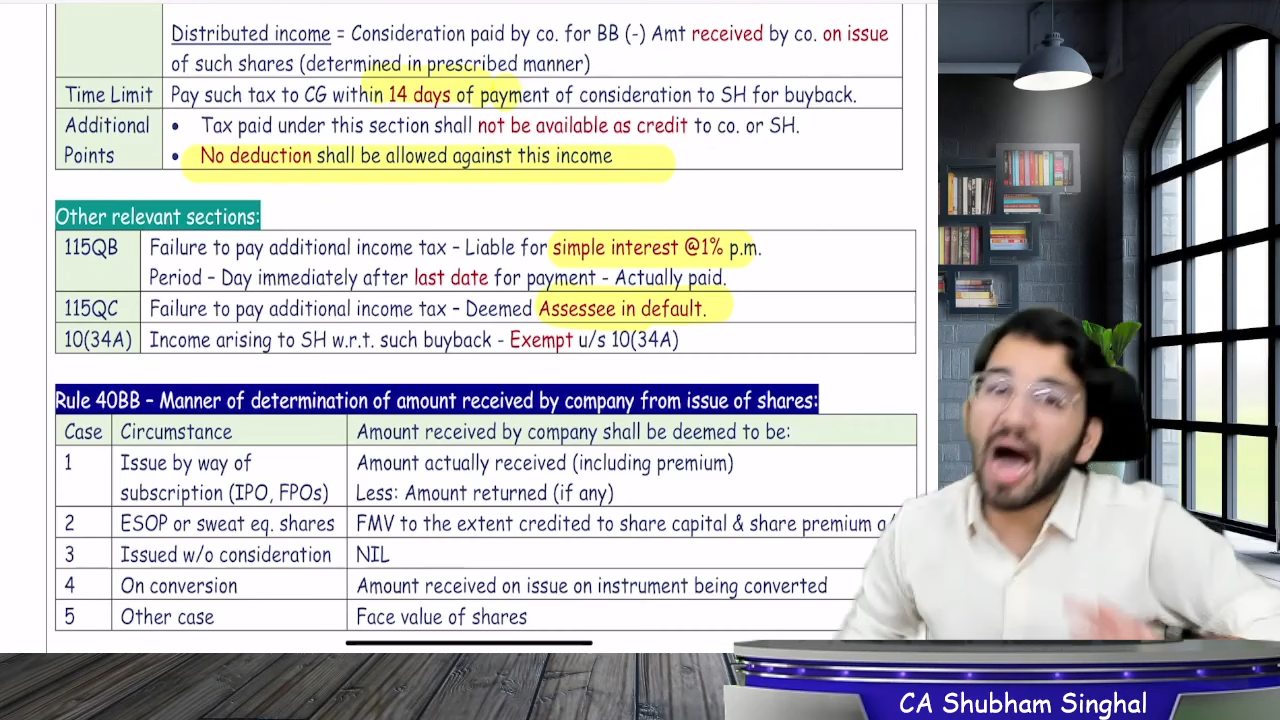 Distributed income = Consideration paid by co. for BB (-) Amt received by co. on issue
of such shares (determined in prescribed manner)
Time Limit Pay such tax to CG within 14 days of payment of consideration to SH for buyback.
Additional • Tax paid under this section shall not be available as credit to co. or SH.
Points • No deduction shall be allowed against this income
Other relevant sections:
115QB Failure to pay additional income tax – Liable for simple interest @1% p.m.
Period – Day immediately after last date for payment - Actually paid.
115QC Failure to pay additional income tax – Deemed Assessee in default.
10(34A) Income arising to SH w.r.t. such buyback - Exempt u/s 10(34A)
Rule 40BB – Manner of determination of amount received by company from issue of shares:
Case Circumstance Amount received by company shall be deemed to be:
1 Issue by way of Amount actually received (including premium)
subscription (IPO, FPOs) Less: Amount returned (if any)
2 ESOP or sweat eq. shares FMV to the extent credited to share capital & share premium
3 Issued w/o consideration NIL
4 On conversion Amount received on issue on instrument being converted
5 Other case Face value of shares
CA Shubham Singhal